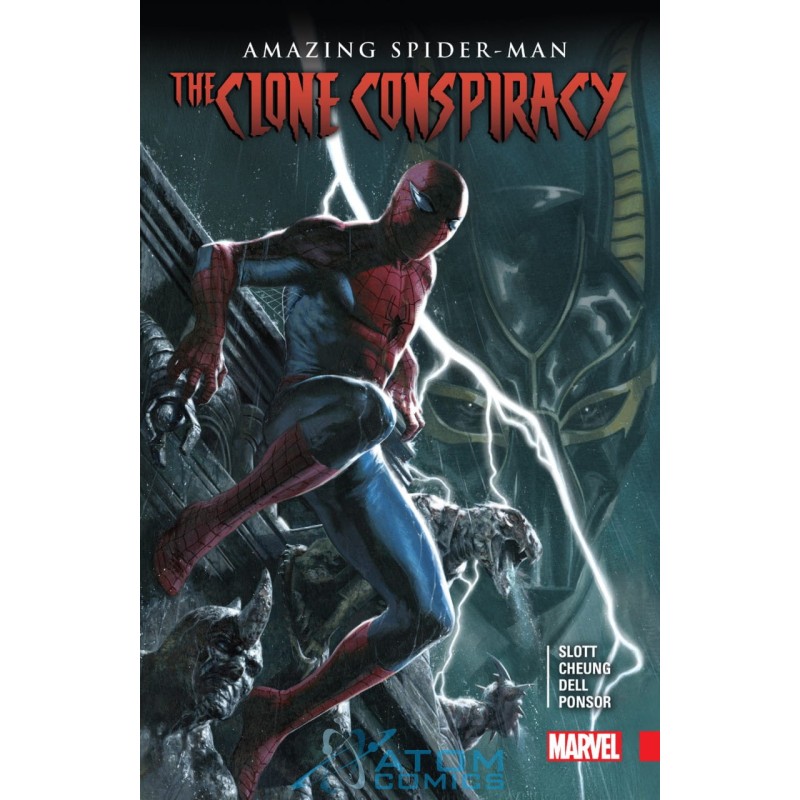 AMAZING SPIDER-MAN
THE CLONE CONSPIRACY
SLOTT
CHEUNG
DELL
PONSOR
MARVEL
ATOM
COMICS